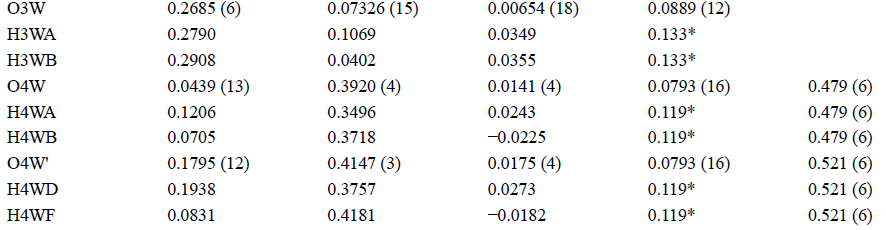 O3W 0.2685 (6) 0.07326 (15) 0.00654 (18) 0.0889 (12)
H3WA 0.2790 0.1069 0.0349 0.133*
H3WB 0.2908 0.0402 0.0355 0.133*
O4W 0.0439 (13) 0.3920 (4) 0.0141 (4) 0.0793 (16) 0.479 (6)
H4WA 0.1206 0.3496 0.0243 0.119* 0.479 (6)
H4WB 0.0705 0.3718 −0.0225 0.119* 0.479 (6)
O4W' 0.1795 (12) 0.4147 (3) 0.0175 (4) 0.0793 (16) 0.521 (6)
H4WD 0.1938 0.3757 0.0273 0.119* 0.521 (6)
H4WF 0.0831 0.4181 −0.0182 0.119* 0.521 (6)